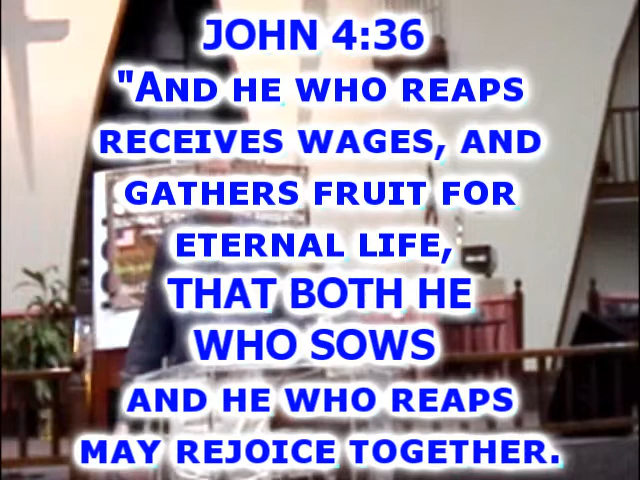 JOHN 4:36
"AND HE WHO REAPS
RECEIVES WAGES, AND
GATHERS FRUIT FOR
ETERNAL LIFE,
THAT BOTH HE
WHO SOWS
AND HE WHO REAPS
MAY REJOICE TOGETHER.